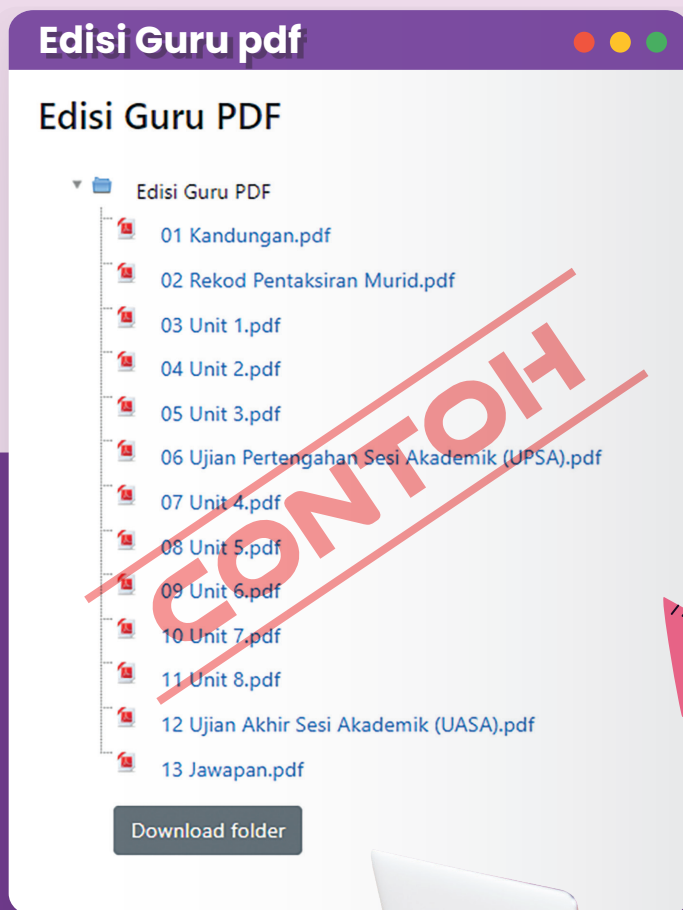 Edisi Guru pdf
Edisi Guru PDF
Edisi Guru PDF
01 Kandungan.pdf
02 Rekod Pentaksiran Murid.pdf
03 Unit 1.pdf
04 Unit 2.pdf
05 Unit 3.pdf
06 Ujian Pertengahan Sesi Akademik (UPSA).pdf
07 Unit 4.pdf
08 Unit 5.pdf
09 Unit 6.pdf
10 Unit 7.pdf
11 Unit 8.pdf
12 Ujian Akhir Sesi Akademik (UASA).pdf
13 Jawapan.pdf
CONTOH
Download folder